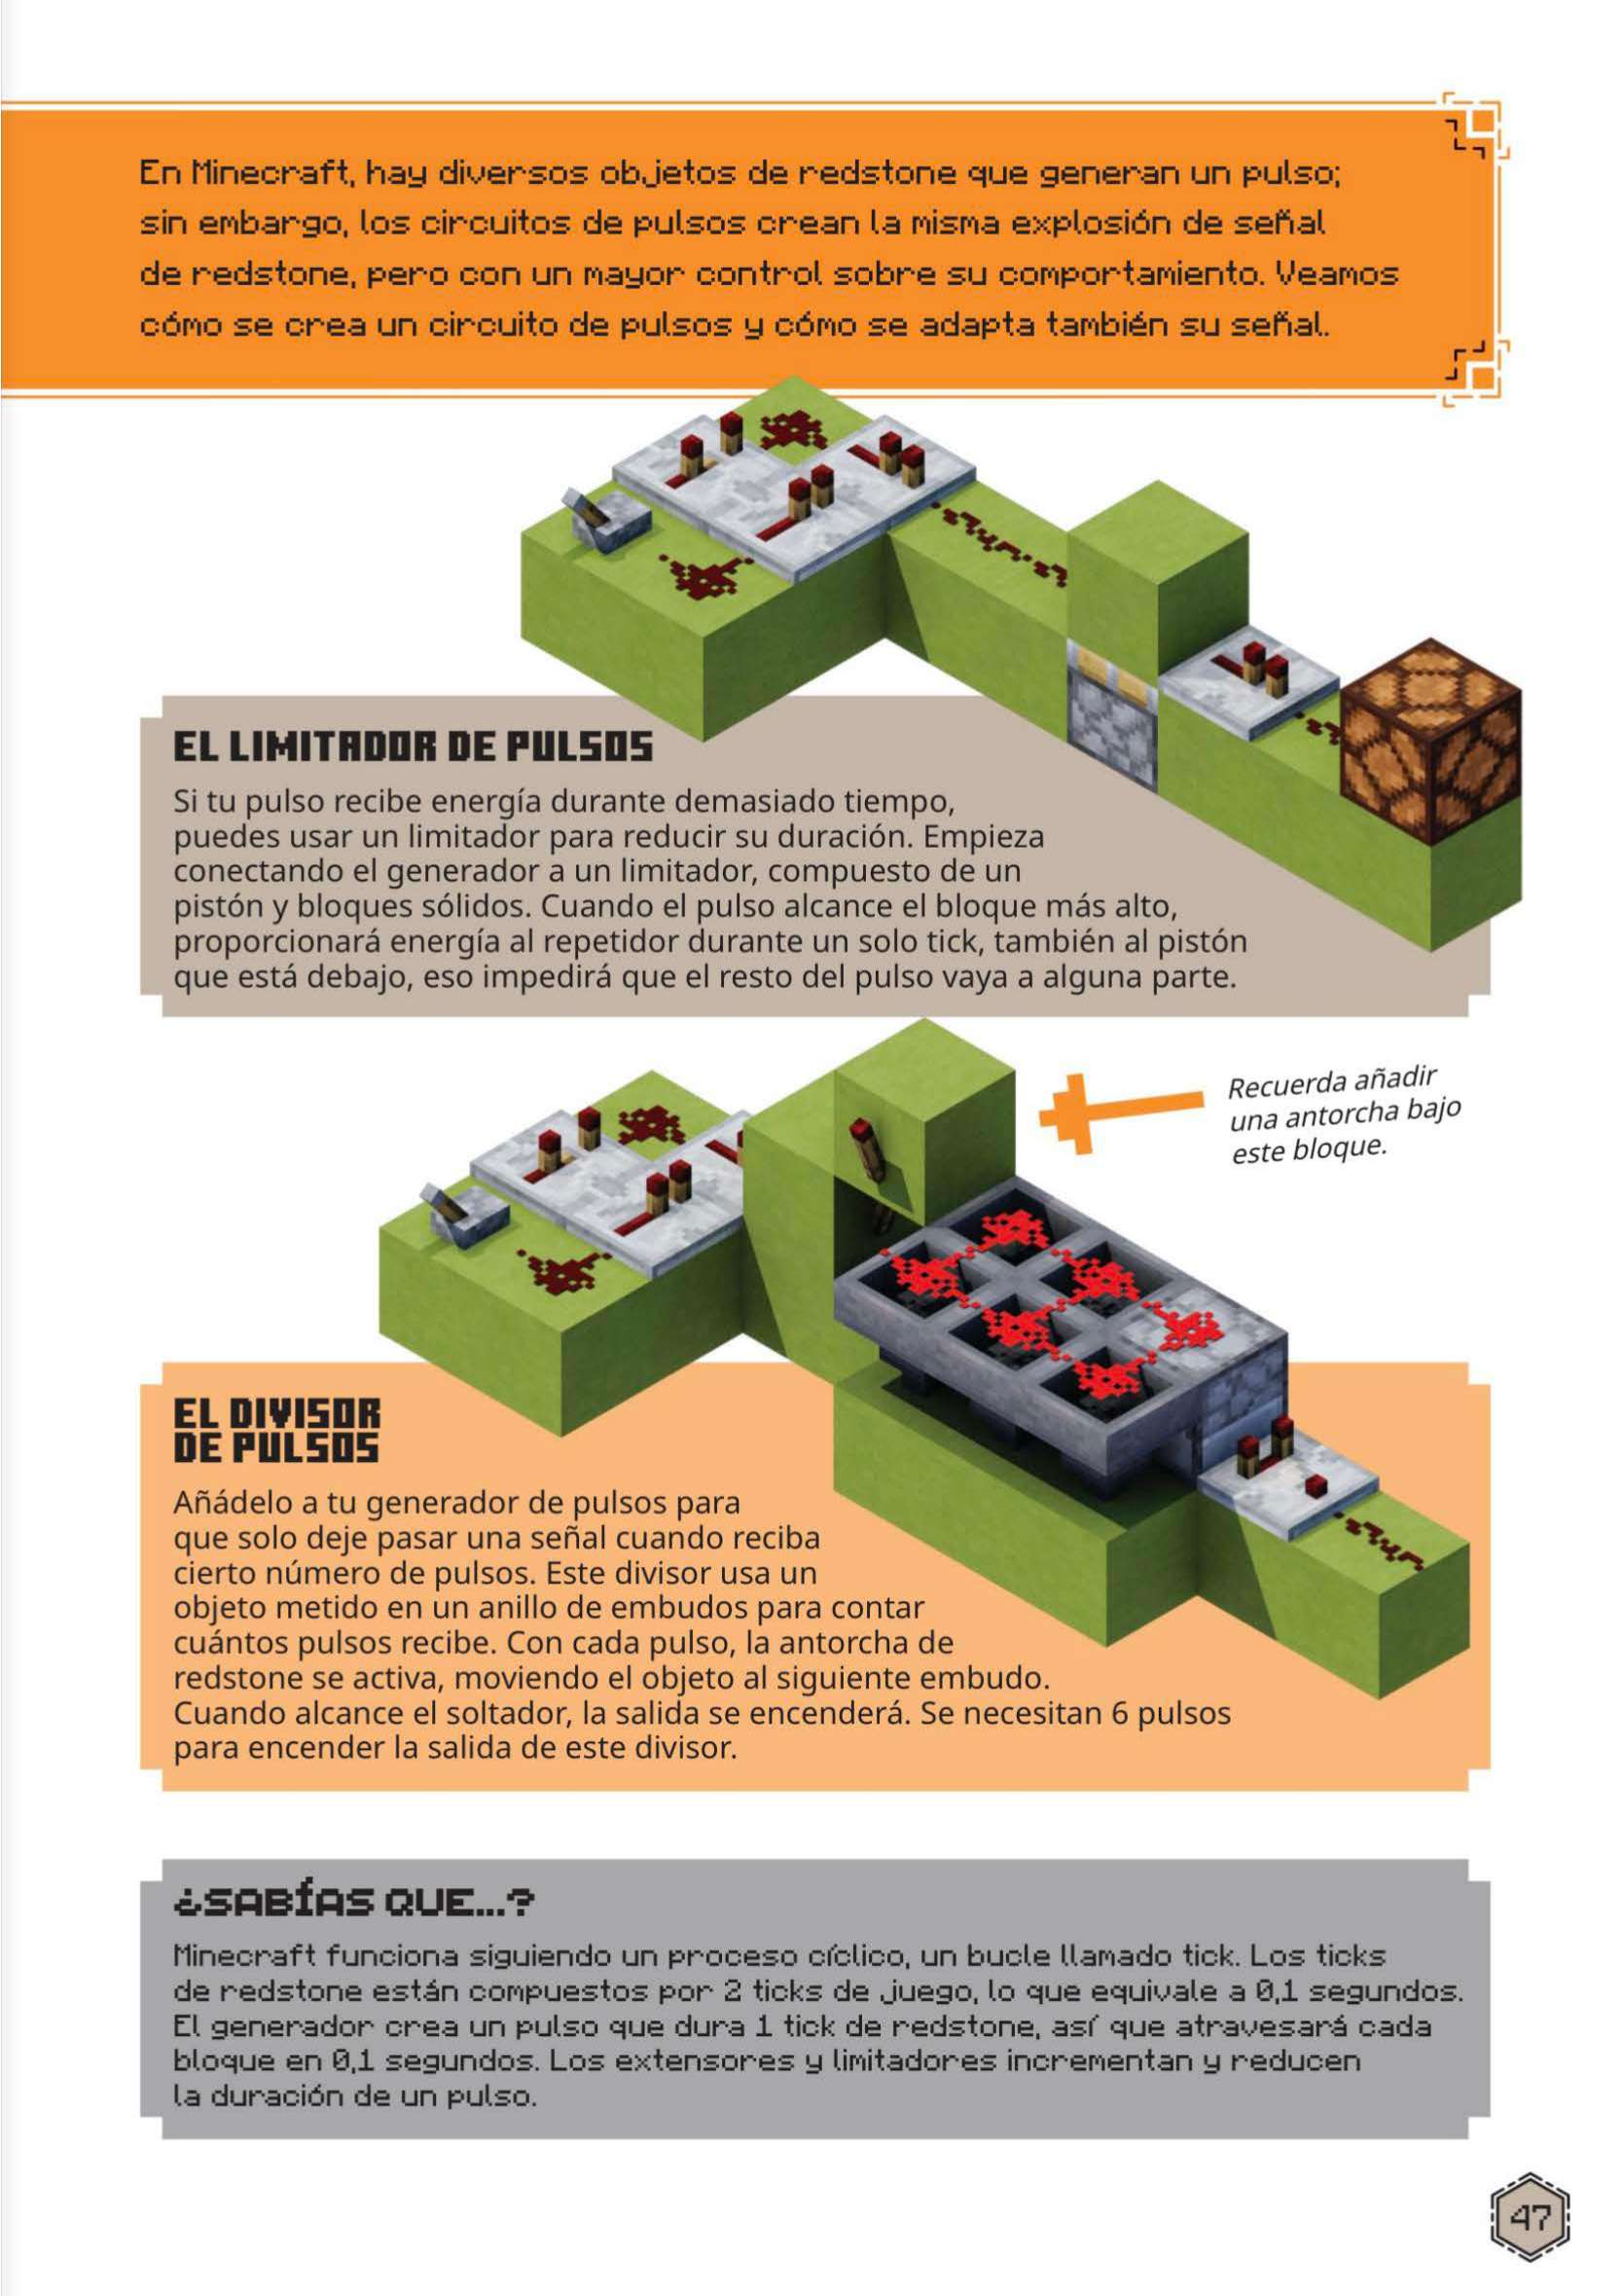 En Minecraft, hay diversos objetos de redstone que generan un pulso;
sin embargo, los circuitos de pulsos crean la misma explosión de señal
de redstone, pero con un mayor control sobre su comportamiento. Veamos
cómo se crea un circuito de pulsos y cómo se adapta también su señal.
EL LIMITADOR DE PULSOS
Si tu pulso recibe energía durante demasiado tiempo,
puedes usar un limitador para reducir su duración. Empieza
conectando el generador a un limitador, compuesto de un
pistón y bloques sólidos. Cuando el pulso alcance el bloque más alto,
proporcionará energía al repetidor durante un solo tick, también al pistón
que está debajo, eso impedirá que el resto del pulso vaya a alguna parte.
Recuerda añadir
una antorcha bajo
este bloque.
EL DIVISOR
DE PULSOS
Añádelo a tu generador de pulsos para
que solo deje pasar una señal cuando reciba
cierto número de pulsos. Este divisor usa un
objeto metido en un anillo de embudos para contar
cuántos pulsos recibe. Con cada pulso, la antorcha de
redstone se activa, moviendo el objeto al siguiente embudo.
Cuando alcance el soltador, la salida se encenderá. Se necesitan 6 pulsos
para encender la salida de este divisor.
¿SABÍAS QUE...?
Minecraft funciona siguiendo un proceso cíclico, un bucle llamado tick. Los ticks
de redstone están compuestos por 2 ticks de juego, lo que equivale a 0,1 segundos.
El generador crea un pulso que dura 1 tick de redstone, así que atravesará cada
bloque en 0,1 segundos. Los extensores y limitadores incrementan y reducen
la duración de un pulso.
47